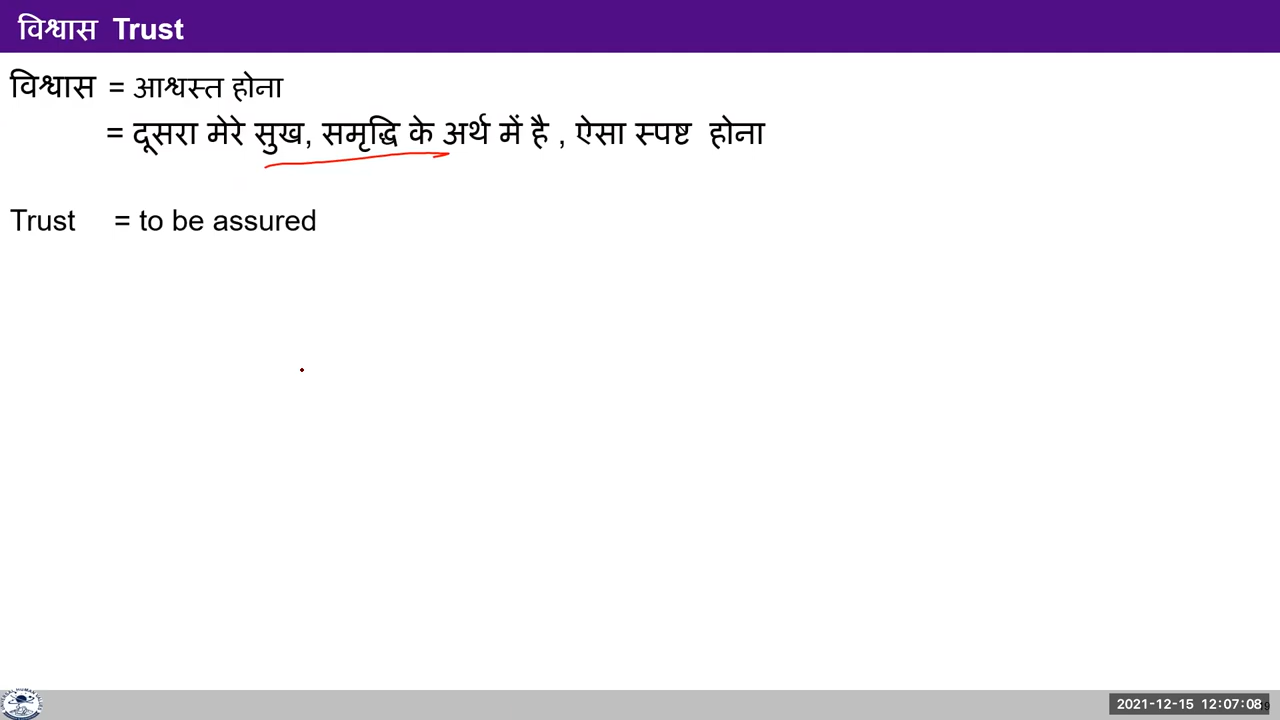 विश्वास Trust
विश्वास = आश्वस्त होना
= दूसरा मेरे सुख, समृद्धि के अर्थ में है , ऐसा स्पष्ट होना
Trust = to be assured
2021-12-15 12:07:08